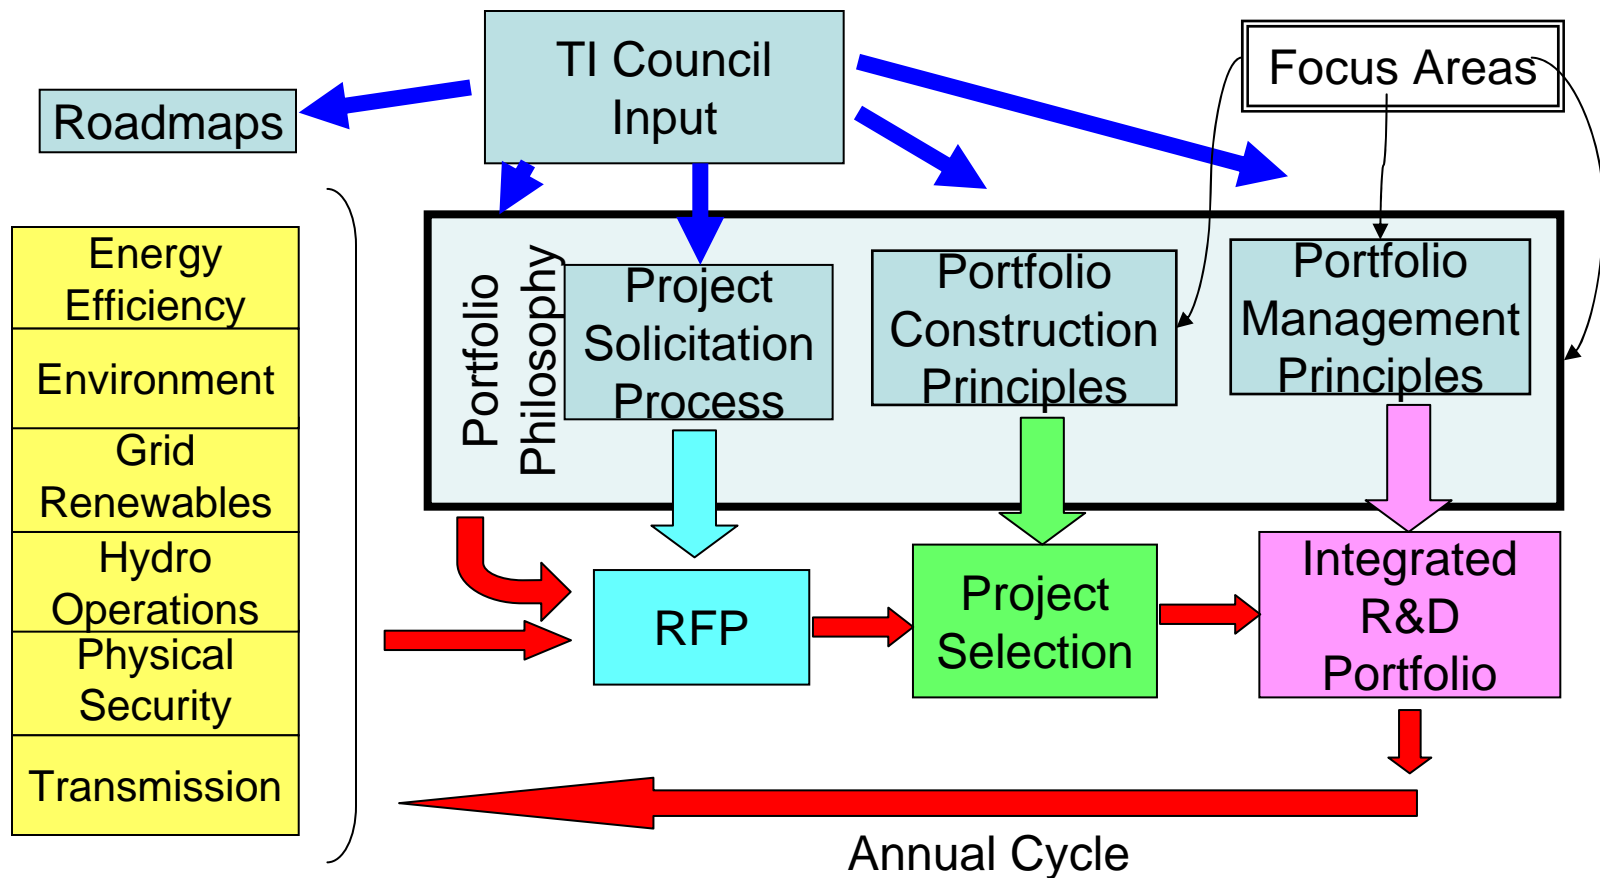 TI Council
Input
Focus Areas
Roadmaps
Energy
Efficiency
Environment
Grid
Renewables
Hydro
Operations
Physical
Security
Transmission
Portfolio
Philosophy
Project
Solicitation
Process
Portfolio
Construction
Principles
Portfolio
Management
Principles
RFP
Project
Selection
Integrated
R&D
Portfolio
Annual Cycle